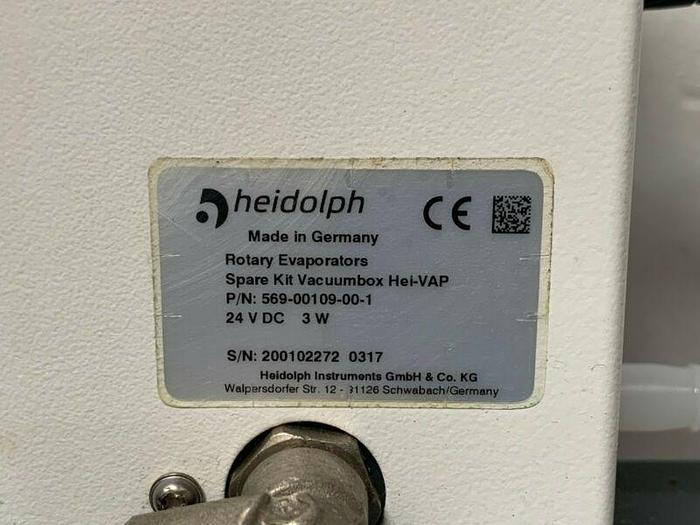 heidolph CE
Made in Germany
Rotary Evaporators
Spare Kit Vacuumbox Hei-VAP
P/N: 569-00109-00-1
24 V DC 3 W
S/N: 200102272 0317
Heidolph Instruments GmbH & Co. KG
Walpersdorfer Str. 12 - 91126 Schwabach/Germany